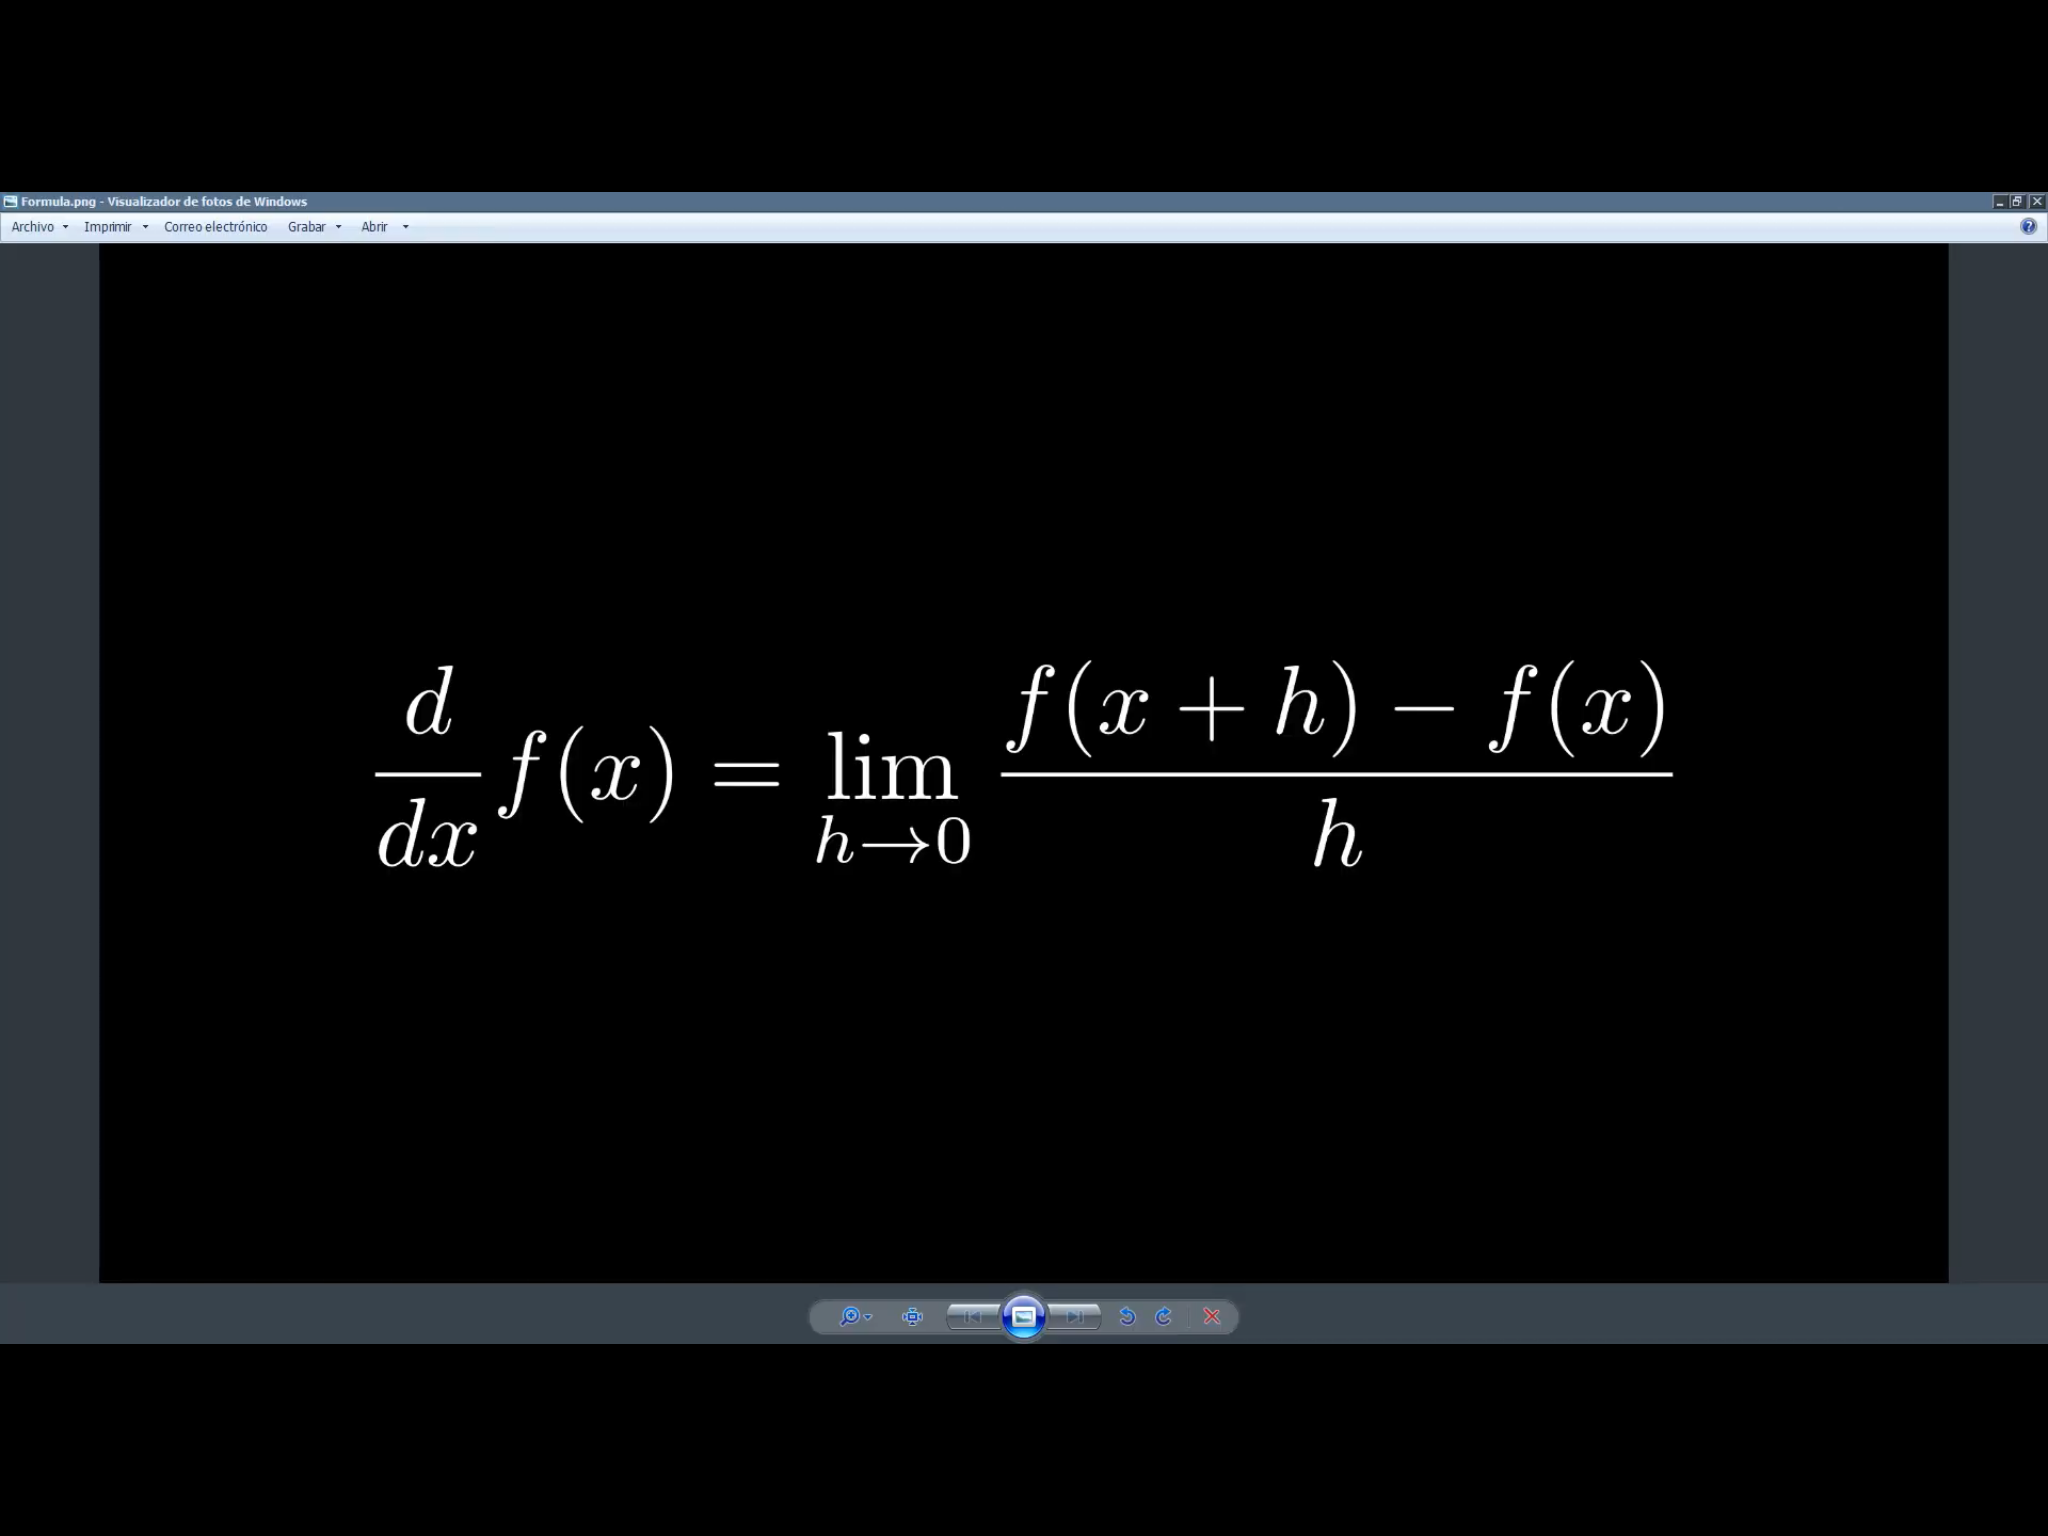 Formula.png - Visualizador de fotos de Windows
Archivo Imprimir Correo electrónico Grabar Abrir
\frac{d}{dx} f(x) = \lim_{h \to 0} \frac{f(x + h) - f(x)}{h}